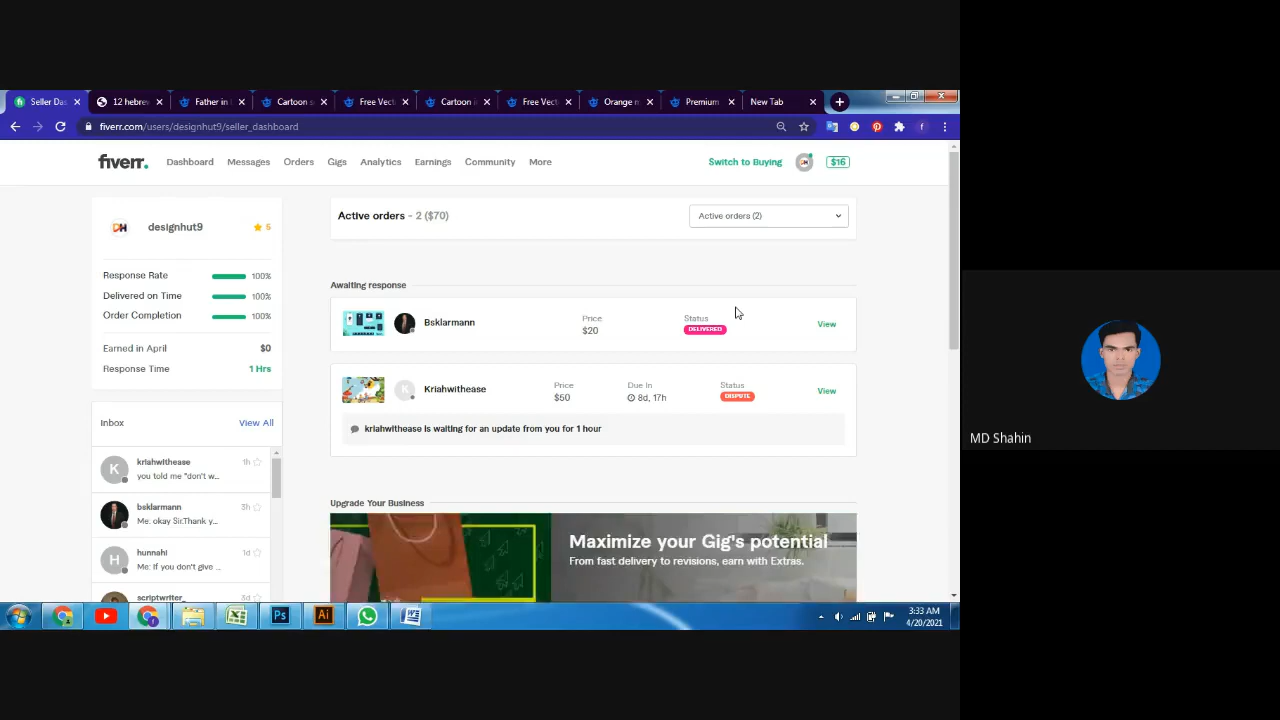 Seller Das
12 hebrew
Father in
Cartoon s
Free Vect
Cartoon
Free Vect
Orange m
Premium
New Tab
fiverr.com/users/designhut9/seller_dashboard
f
fiverr.
Dashboard
Messages
Orders
Gigs
Analytics
Earnings
Community
More
Switch to Buying
DH
$16
DH
designhut9
5
Response Rate
100%
Delivered on Time
100%
Order Completion
100%
Earned in April
$0
Response Time
1 Hrs
Inbox
View All
K
kriahwithease
1h
you told me "don't w...
bsklarmann
3h
Me: okay Sir.Thank y...
H
hunnahi
1d
Me: If you don't give ...
scriptwriter_
3d
Active orders - 2 ($70)
Active orders (2)
Awaiting response
Bsklarmann
Price
$20
Status
DELIVERED
View
K
Kriahwithease
Price
$50
Due In
8d, 17h
Status
DISPUTE
View
kriahwithease is waiting for an update from you for 1 hour
Upgrade Your Business
Maximize your Gig's potential
From fast delivery to revisions, earn with Extras.
Ps
Ai
3:33 AM
4/20/2021
MD Shahin